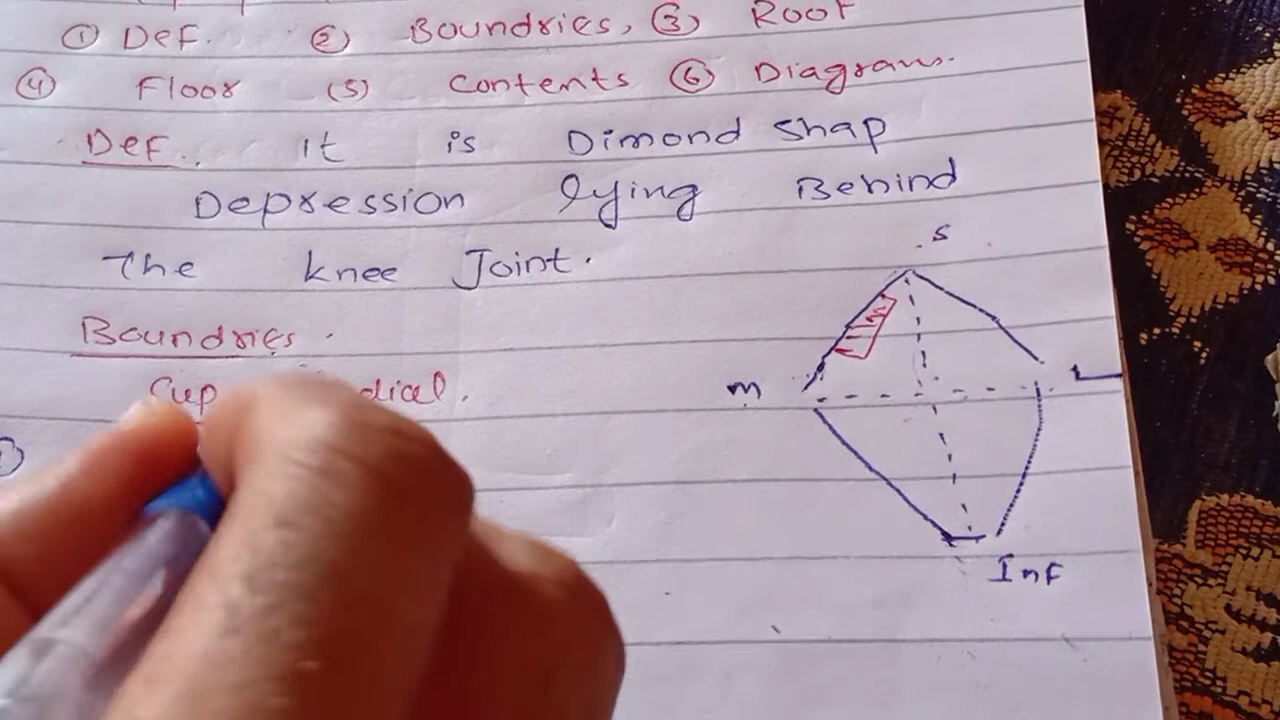 ① Def. ② Boundries, ③ Roof
④ Floor (5) Contents ⑥ Diagram.
Def. It is Dimond shap
Depression lying Behind
The knee Joint.
Boundries.
S
m
L
Inf